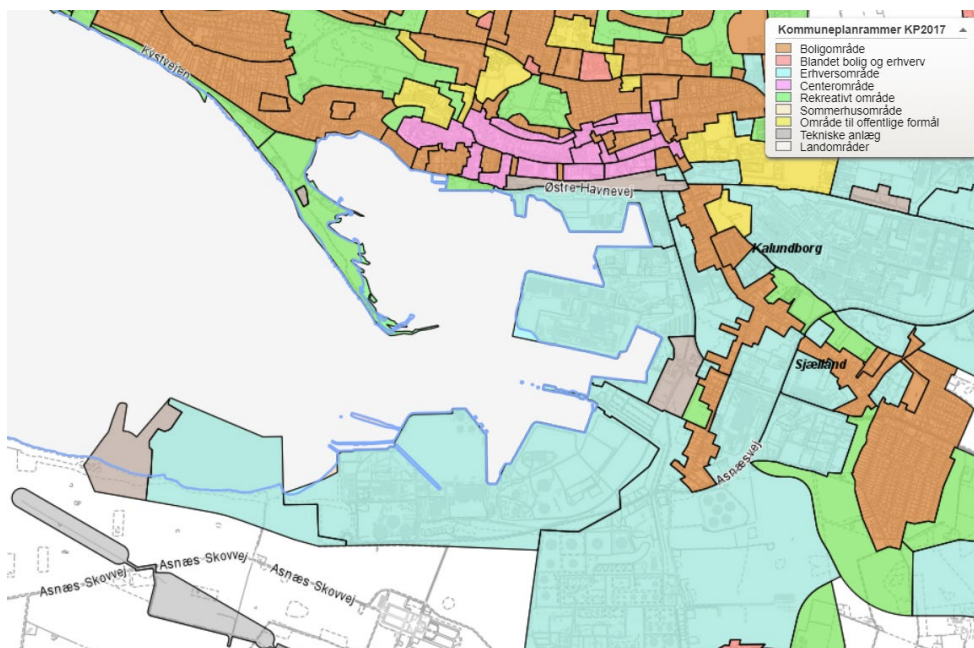 Kommuneplanrammer KP2017
Boligområde
Blandet bolig og erhverv
Erhversområde
Centerområde
Rekreativt område
Sommerhusområde
Område til offentlige formål
Tekniske anlæg
Landområder
Kystvejen
Østre Havnevej
Kalundborg
Sjælland
Asnæsvej
Asnæs Skovvej
Asnæs Skovvej
Asnæs Skovvej